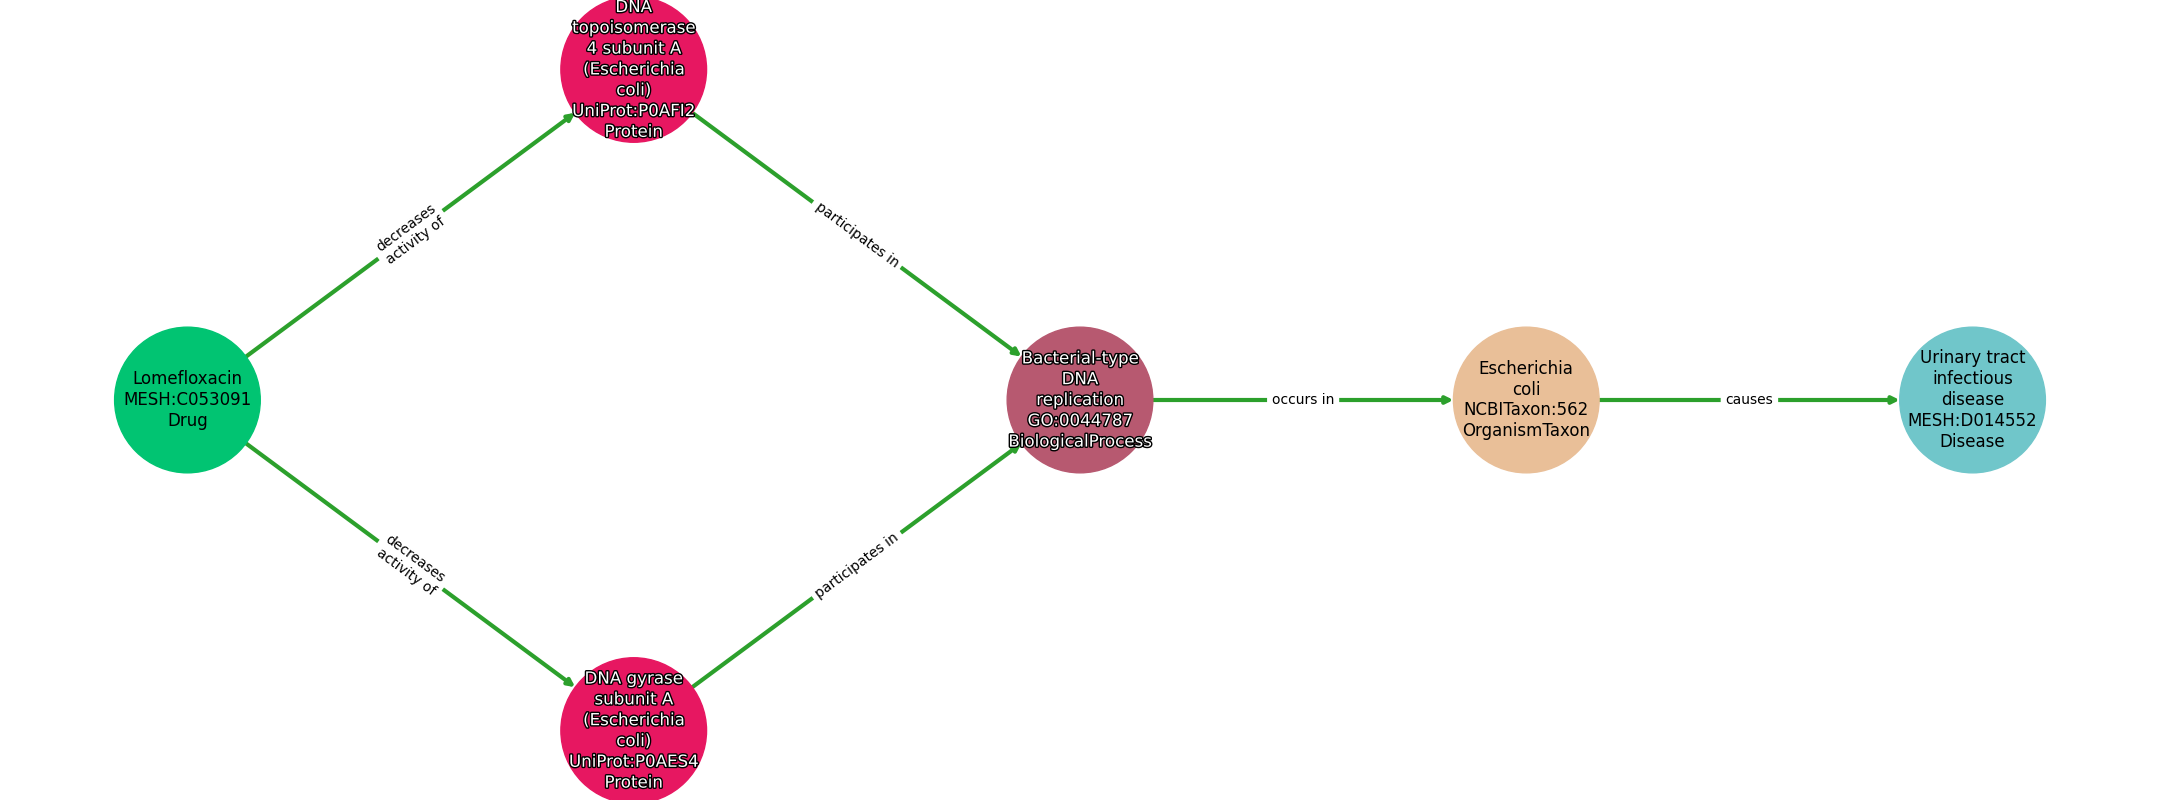 DNA
topoisomerase
4 subunit A
(Escherichia
coli)
UniProt:P0AFI2
Protein
decreases
activity of
participates in
Lomefloxacin
MESH:C053091
Drug
Bacterial-type
DNA
replication
GO:0044787
BiologicalProcess
occurs in
Escherichia
coli
NCBITaxon:562
OrganismTaxon
causes
Urinary tract
infectious
disease
MESH:D014552
Disease
decreases
activity of
participates in
DNA gyrase
subunit A
(Escherichia
coli)
UniProt:P0AES4
Protein